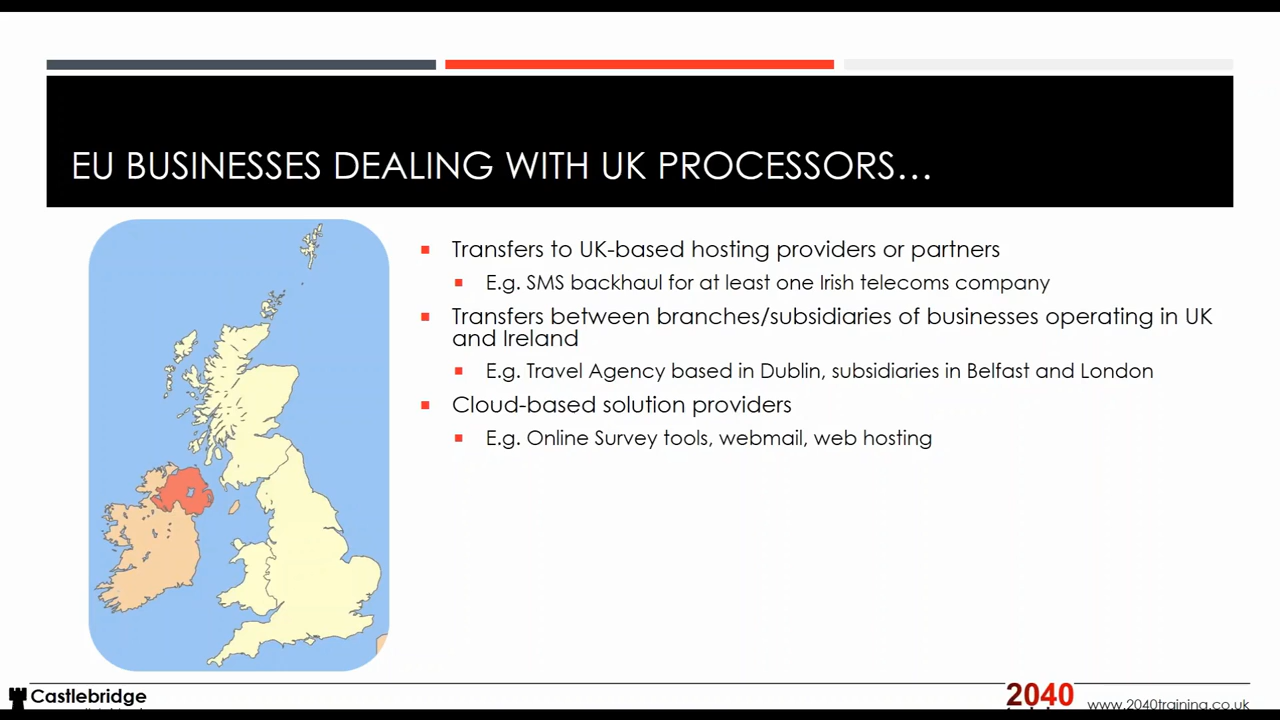 EU BUSINESSES DEALING WITH UK PROCESSORS…
Transfers to UK-based hosting providers or partners
E.g. SMS backhaul for at least one Irish telecoms company
Transfers between branches/subsidiaries of businesses operating in UK
and Ireland
E.g. Travel Agency based in Dublin, subsidiaries in Belfast and London
Cloud-based solution providers
E.g. Online Survey tools, webmail, web hosting
Castlebridge
2040
www.2040training.co.uk